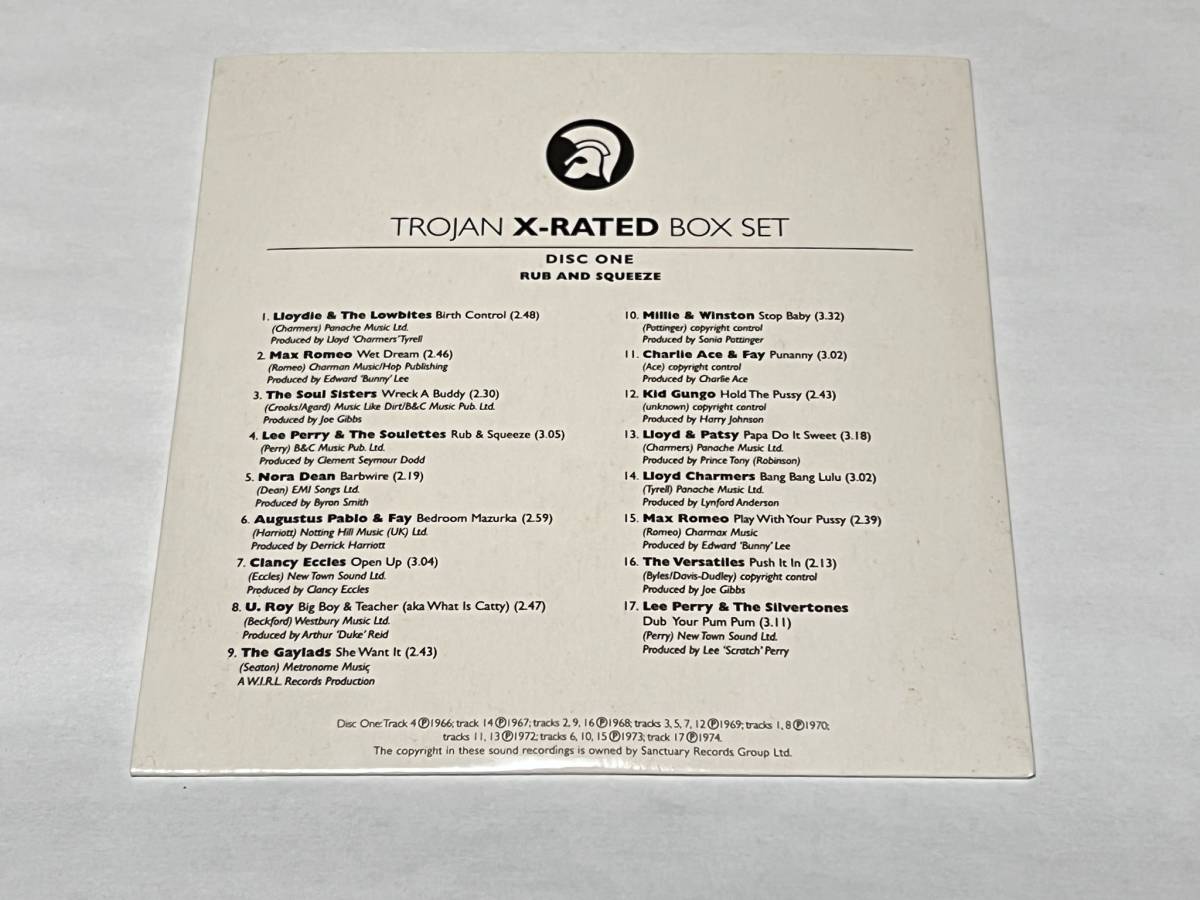 TROJAN X-RATED BOX SET
DISC ONE
RUB AND SQUEEZE
1. Lloydie & The Lowbites Birth Control (2.48)
(Charmers) Panache Music Ltd.
Produced by Lloyd 'Charmers' Tyrell
2. Max Romeo Wet Dream (2.46)
(Romeo) Charman Music/Hop Publishing
Produced by Edward 'Bunny' Lee
3. The Soul Sisters Wreck A Buddy (2.30)
(Crooks/Agard) Music Like Dirt/B&C Music Pub. Ltd.
Produced by Joe Gibbs
4. Lee Perry & The Soulettes Rub & Squeeze (3.05)
(Perry) B&C Music Pub. Ltd.
Produced by Clement Seymour Dodd
5. Nora Dean Barbwire (2.19)
(Dean) EMI Songs Ltd.
Produced by Byron Smith
6. Augustus Pablo & Fay Bedroom Mazurka (2.59)
(Harriott) Notting Hill Music (UK) Ltd.
Produced by Derrick Harriott
7. Clancy Eccles Open Up (3.04)
(Eccles) New Town Sound Ltd.
Produced by Clancy Eccles
8. U. Roy Big Boy & Teacher (aka What Is Catty) (2.47)
(Beckford) Westbury Music Ltd.
Produced by Arthur 'Duke' Reid
9. The Gaylads She Want It (2.43)
(Seaton) Metronome Music
A W.I.R.L. Records Production
10. Millie & Winston Stop Baby (3.32)
(Pottinger) copyright control
Produced by Sonia Pottinger
11. Charlie Ace & Fay Punanny (3.02)
(Ace) copyright control
Produced by Charlie Ace
12. Kid Gungo Hold The Pussy (2.43)
(unknown) copyright control
Produced by Harry Johnson
13. Lloyd & Patsy Papa Do It Sweet (3.18)
(Charmers) Panache Music Ltd.
Produced by Prince Tony (Robinson)
14. Lloyd Charmers Bang Bang Lulu (3.02)
(Tyrell) Panache Music Ltd.
Produced by Lynford Anderson
15. Max Romeo Play With Your Pussy (2.39)
(Romeo) Charmax Music
Produced by Edward 'Bunny' Lee
16. The Versatiles Push It In (2.13)
(Byles/Davis-Dudley) copyright control
Produced by Joe Gibbs
17. Lee Perry & The Silvertones
Dub Your Pum Pum (3.11)
(Perry) New Town Sound Ltd.
Produced by Lee 'Scratch' Perry
Disc One: Track 4 ℗1966; track 14 ℗1967; tracks 2, 9, 16 ℗1968; tracks 3, 5, 7, 12 ℗1969; tracks 1, 8 ℗1970;
tracks 11, 13 ℗1972; tracks 6, 10, 15 ℗1973; track 17 ℗1974.
The copyright in these sound recordings is owned by Sanctuary Records Group Ltd.